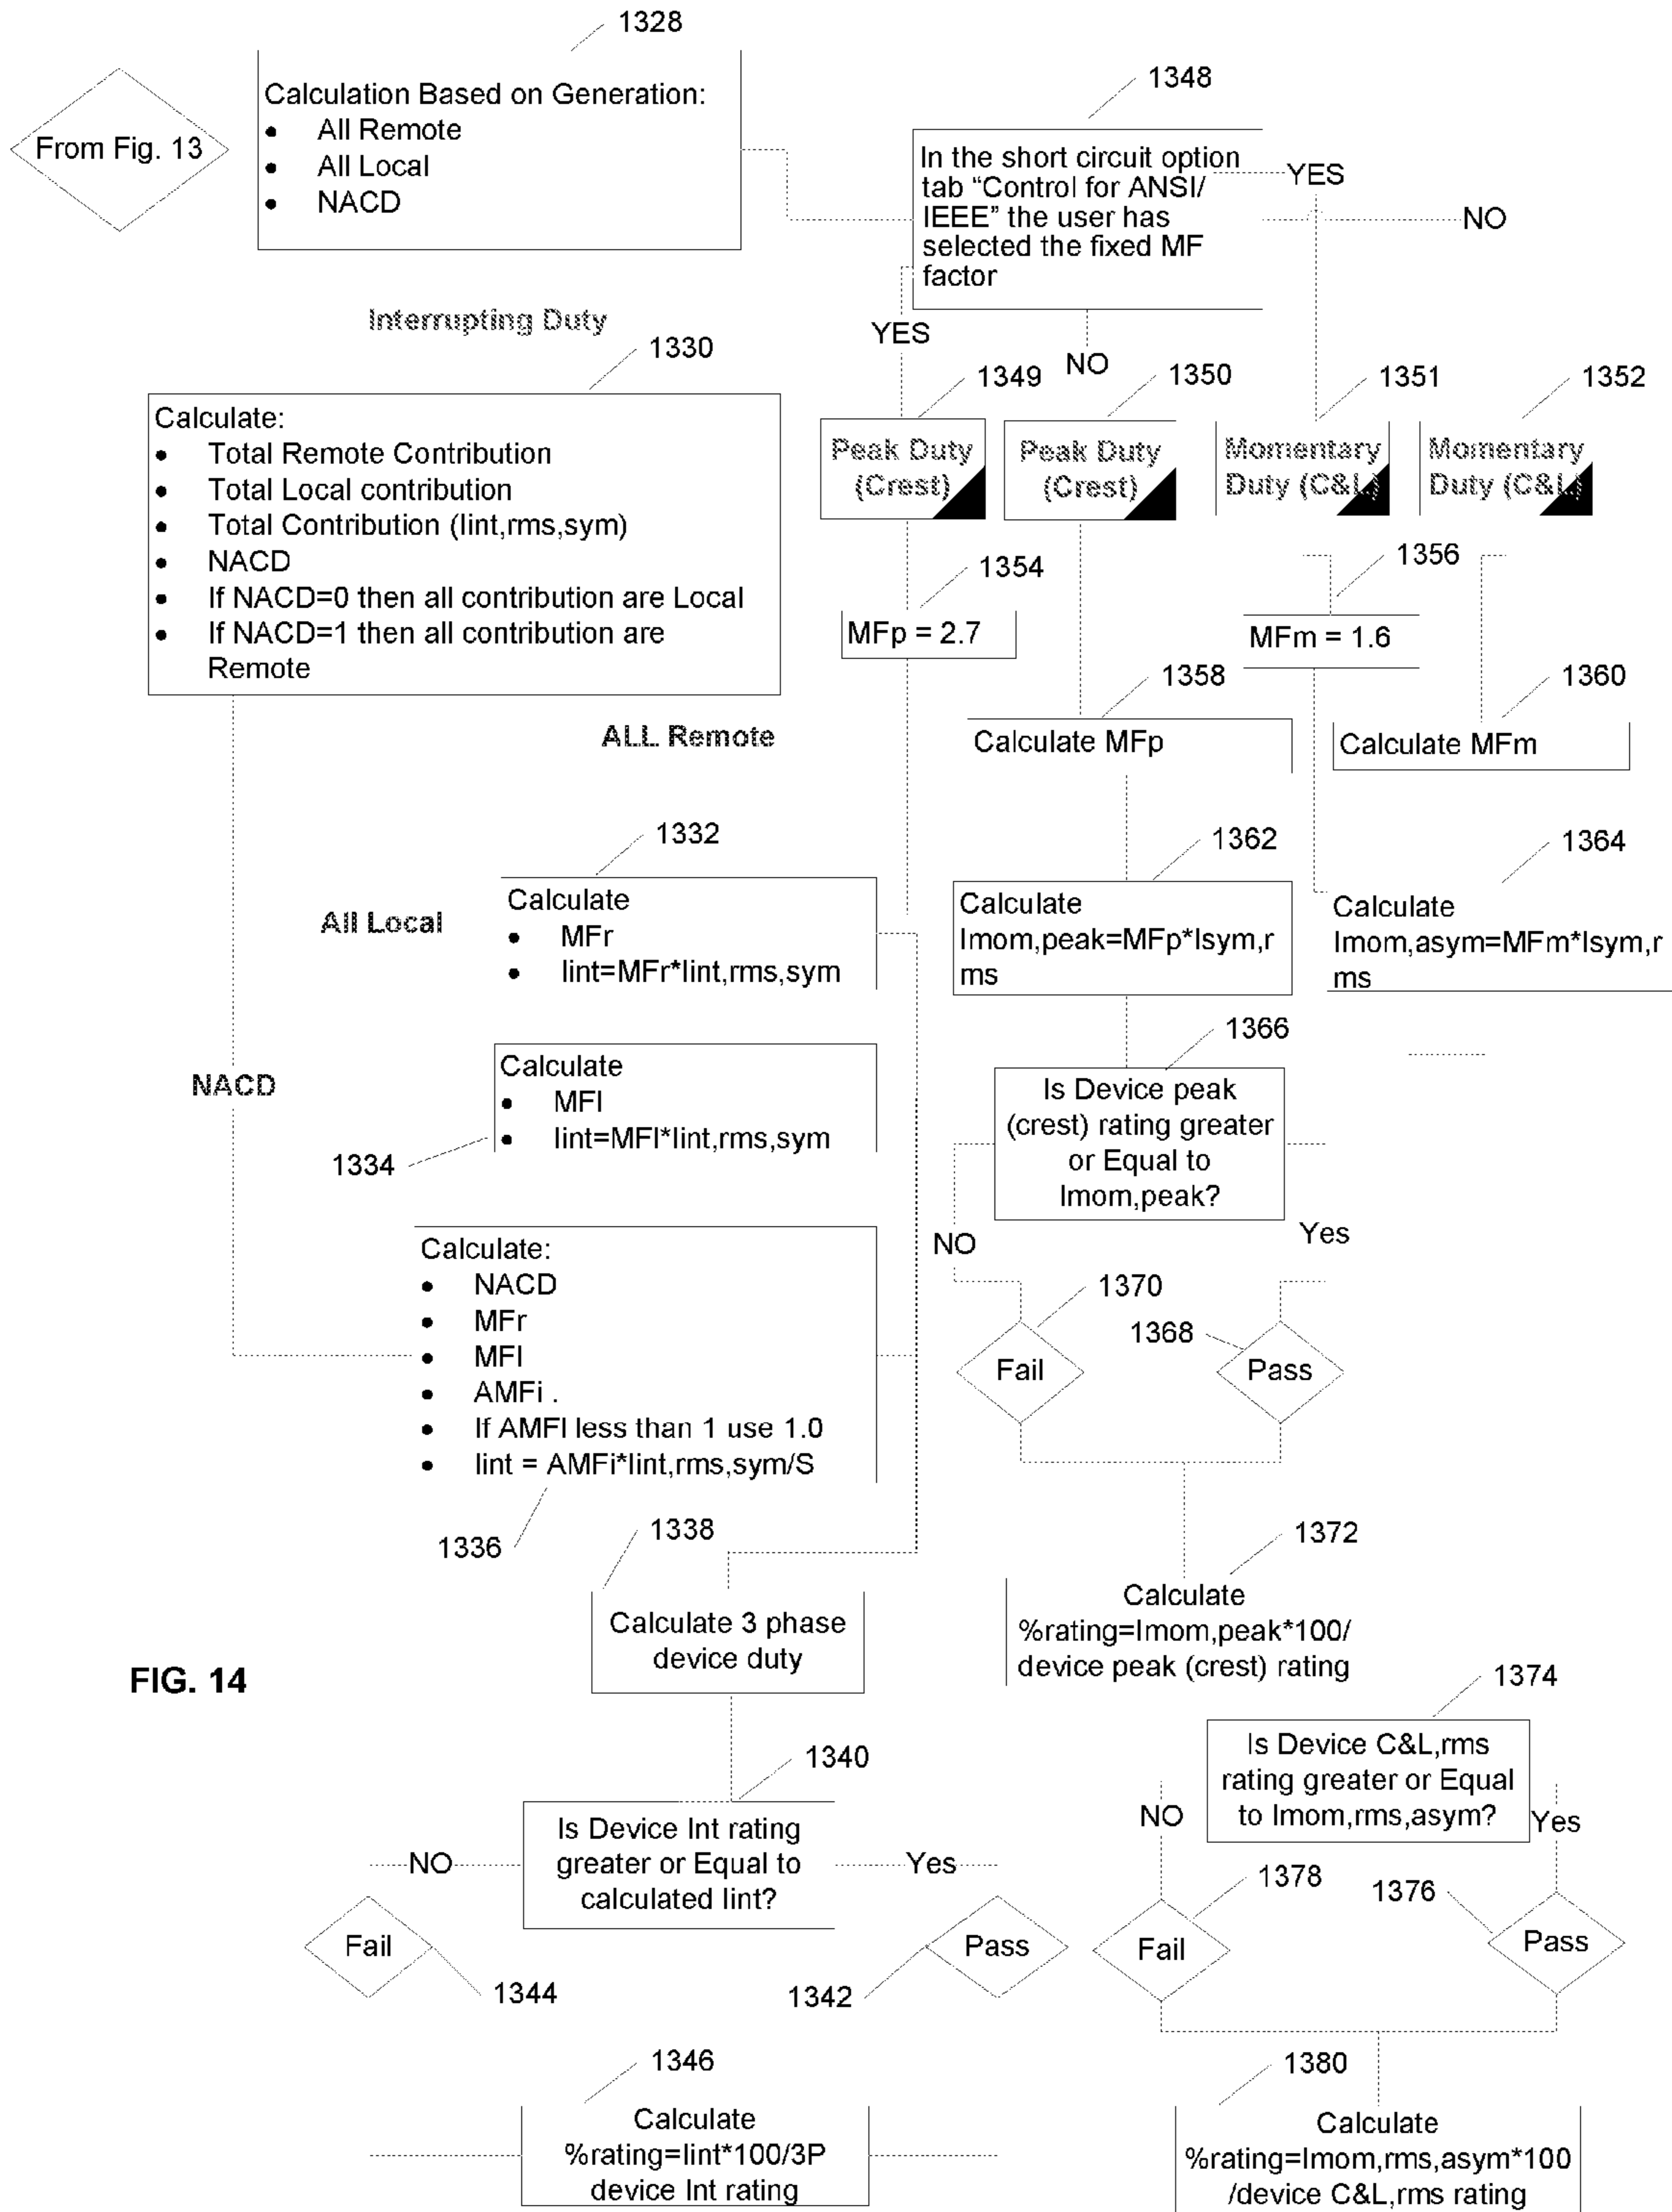 1328
From Fig. 13
Calculation Based on Generation:
• All Remote
• All Local
• NACD
1348
In the short circuit option
tab “Control for ANSI/
IEEE” the user has
selected the fixed MF
factor
YES
NO
YES
NO
Interrupting Duty
1330
Calculate:
• Total Remote Contribution
• Total Local contribution
• Total Contribution (Iint,rms,sym)
• NACD
• If NACD=0 then all contribution are Local
• If NACD=1 then all contribution are
Remote
1349
Peak Duty
(Crest)
1350
Peak Duty
(Crest)
1351
Momentary
Duty (C&L)
1352
Momentary
Duty (C&L)
1354
MFp = 2.7
1356
MFm = 1.6
1358
Calculate MFp
1360
Calculate MFm
ALL Remote
1332
Calculate
• MFr
• Iint=MFr*Iint,rms,sym
All Local
1362
Calculate
Imom,peak=MFp*Isym,r
ms
1364
Calculate
Imom,asym=MFm*Isym,r
ms
NACD
Calculate
• MFl
• Iint=MFl*Iint,rms,sym
1334
1366
Is Device peak
(crest) rating greater
or Equal to
Imom,peak?
NO
Yes
Calculate:
• NACD
• MFr
• MFl
• AMFi .
• If AMFI less than 1 use 1.0
• Iint = AMFi*Iint,rms,sym/S
1336
1370
Fail
1368
Pass
1338
Calculate 3 phase
device duty
1372
Calculate
%rating=Imom,peak*100/
device peak (crest) rating
FIG. 14
1374
Is Device C&L,rms
rating greater or Equal
to Imom,rms,asym?
NO
Yes
1340
Is Device Int rating
greater or Equal to
calculated Iint?
NO
Yes
Fail
1344
Pass
1342
1378
Fail
1376
Pass
1346
Calculate
%rating=Iint*100/3P
device Int rating
1380
Calculate
%rating=Imom,rms,asym*100
/device C&L,rms rating